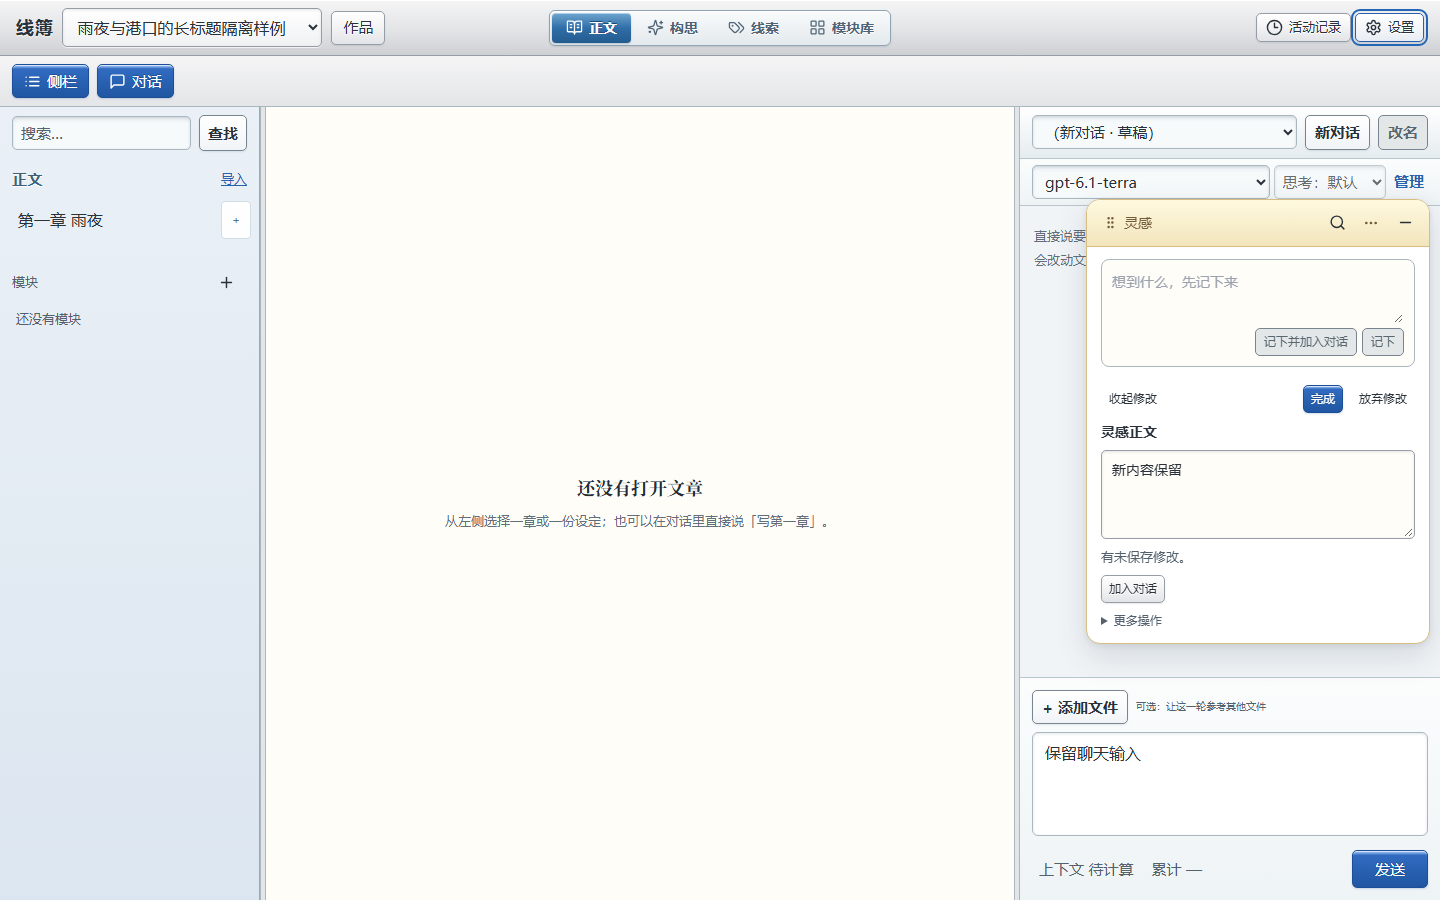 线簿
雨夜与港口的长标题隔离样例
作品
正文
构思
线索
模块库
活动记录
设置
侧栏
对话
搜索...
查找
正文
导入
第一章 雨夜
+
模块
+
还没有模块
还没有打开文章
从左侧选择一章或一份设定；也可以在对话里直接说「写第一章」。
(新对话 · 草稿)
新对话
改名
gpt-6.1-terra
思考：默认
管理
直接说要
会改动文
灵感
想到什么，先记下来
记下并加入对话
记下
收起修改
完成
放弃修改
灵感正文
新内容保留
有未保存修改。
加入对话
更多操作
+ 添加文件
可选：让这一轮参考其他文件
保留聊天输入
上下文 待计算
累计 —
发送